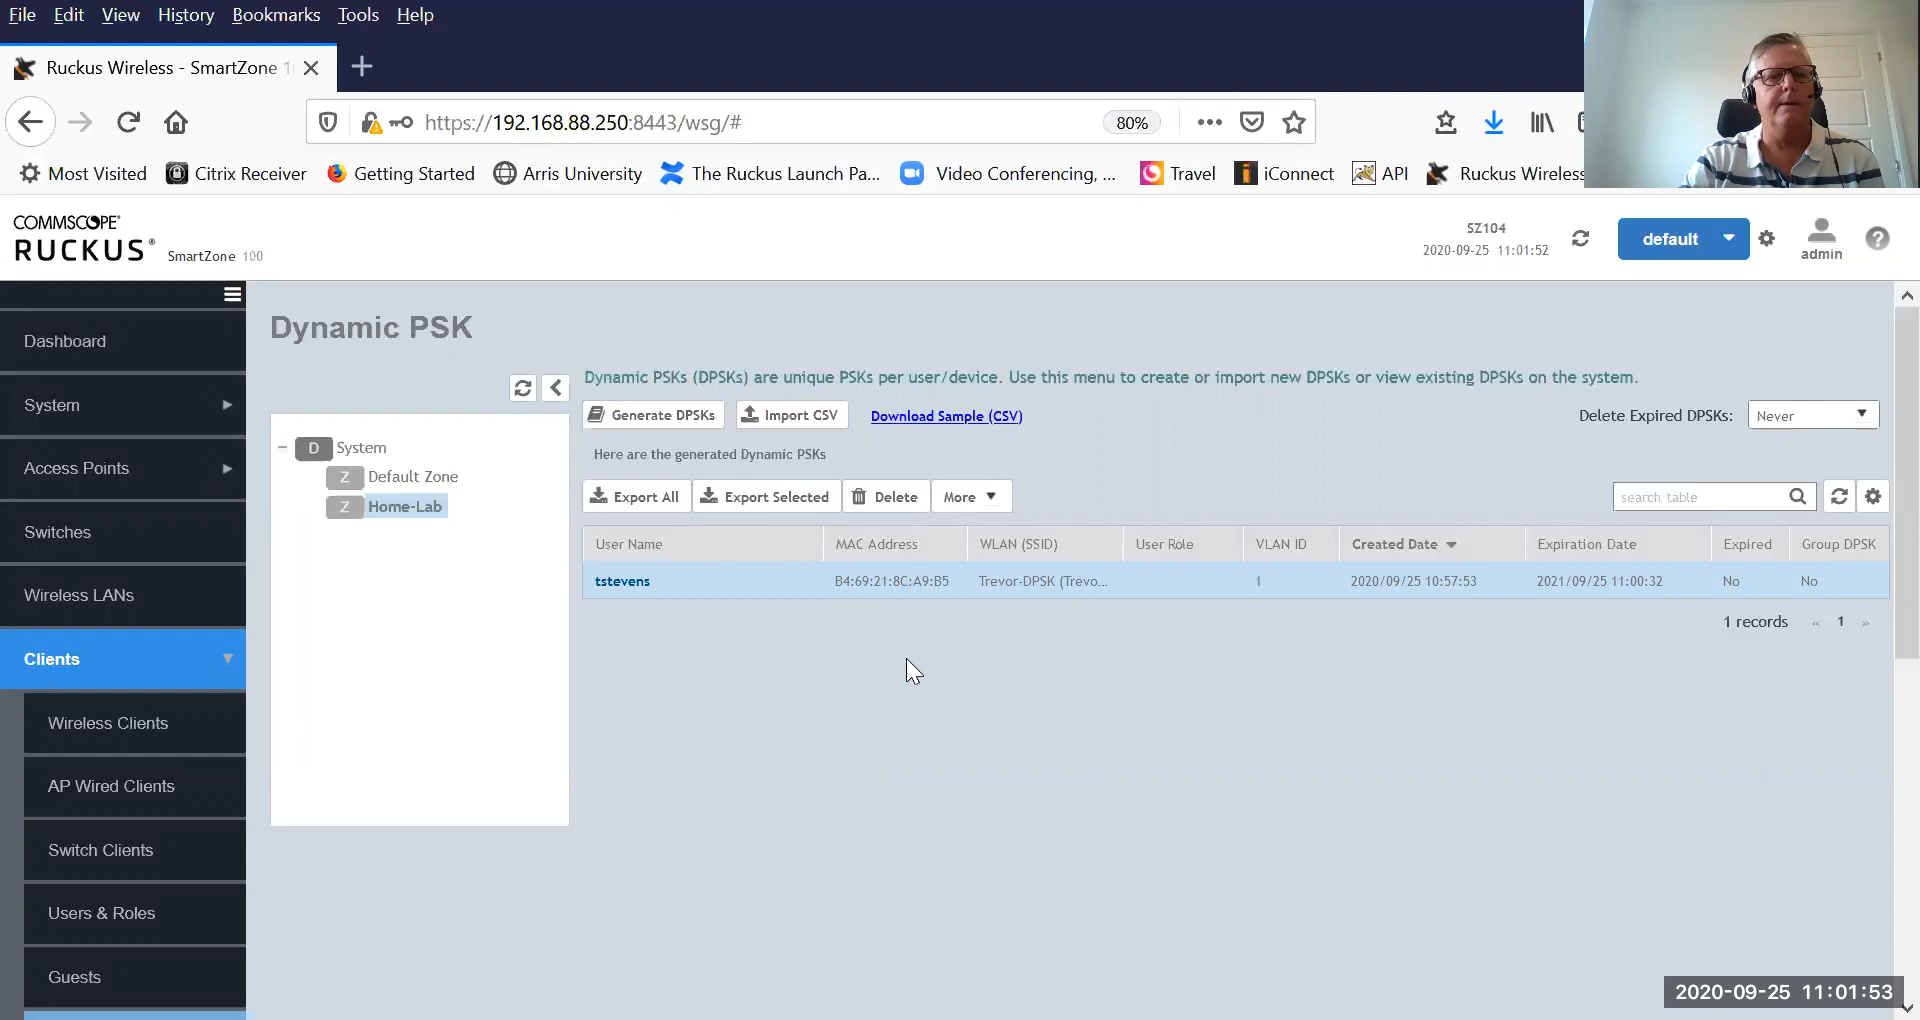 File Edit View History Bookmarks Tools Help
Ruckus Wireless - SmartZone
https://192.168.88.250:8443/wsg/#
80%
Most Visited Citrix Receiver Getting Started Arris University The Ruckus Launch Pa... Video Conferencing, ... Travel iConnect API Ruckus Wireless
COMMSCOPE
RUCKUS®
SmartZone 100
SZ104
2020-09-25 11:01:52
default
admin
Dashboard
System
Access Points
Switches
Wireless LANs
Clients
Wireless Clients
AP Wired Clients
Switch Clients
Users & Roles
Guests
Dynamic PSK
D System
Z Default Zone
Z Home-Lab
Dynamic PSKs (DPSKs) are unique PSKs per user/device. Use this menu to create or import new DPSKs or view existing DPSKs on the system.
Generate DPSKs Import CSV Download Sample (CSV) Delete Expired DPSKs: Never
Here are the generated Dynamic PSKs
Export All Export Selected Delete More search table
User Name MAC Address WLAN (SSID) User Role VLAN ID Created Date Expiration Date Expired Group DPSK
tstevens B4:69:21:8C:A9:B5 Trevor-DPSK (Trevo... 1 2020/09/25 10:57:53 2021/09/25 11:00:32 No No
1 records « 1 »
2020-09-25 11:01:53